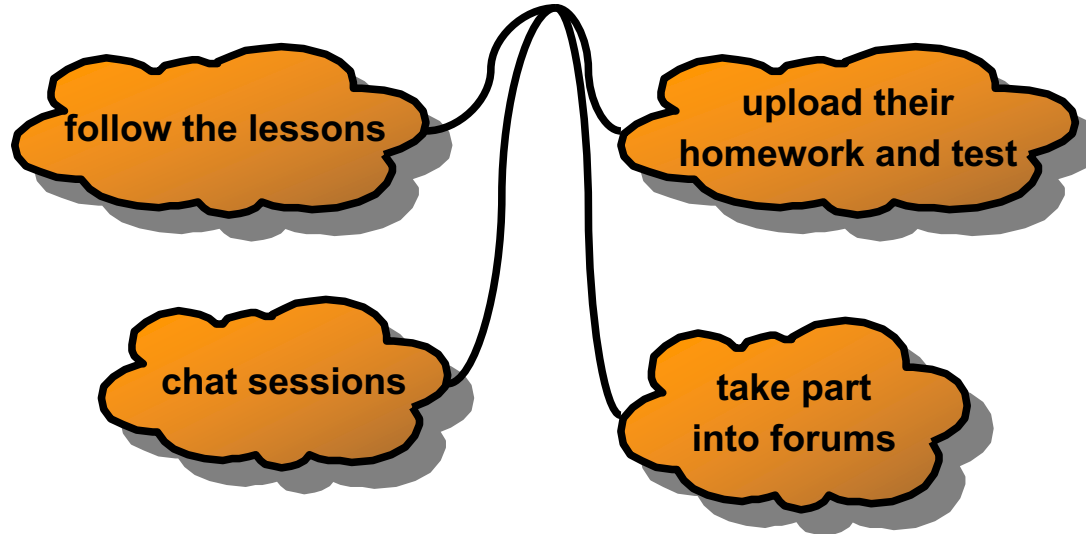 follow the lessons
upload their
homework and test
chat sessions
take part
into forums